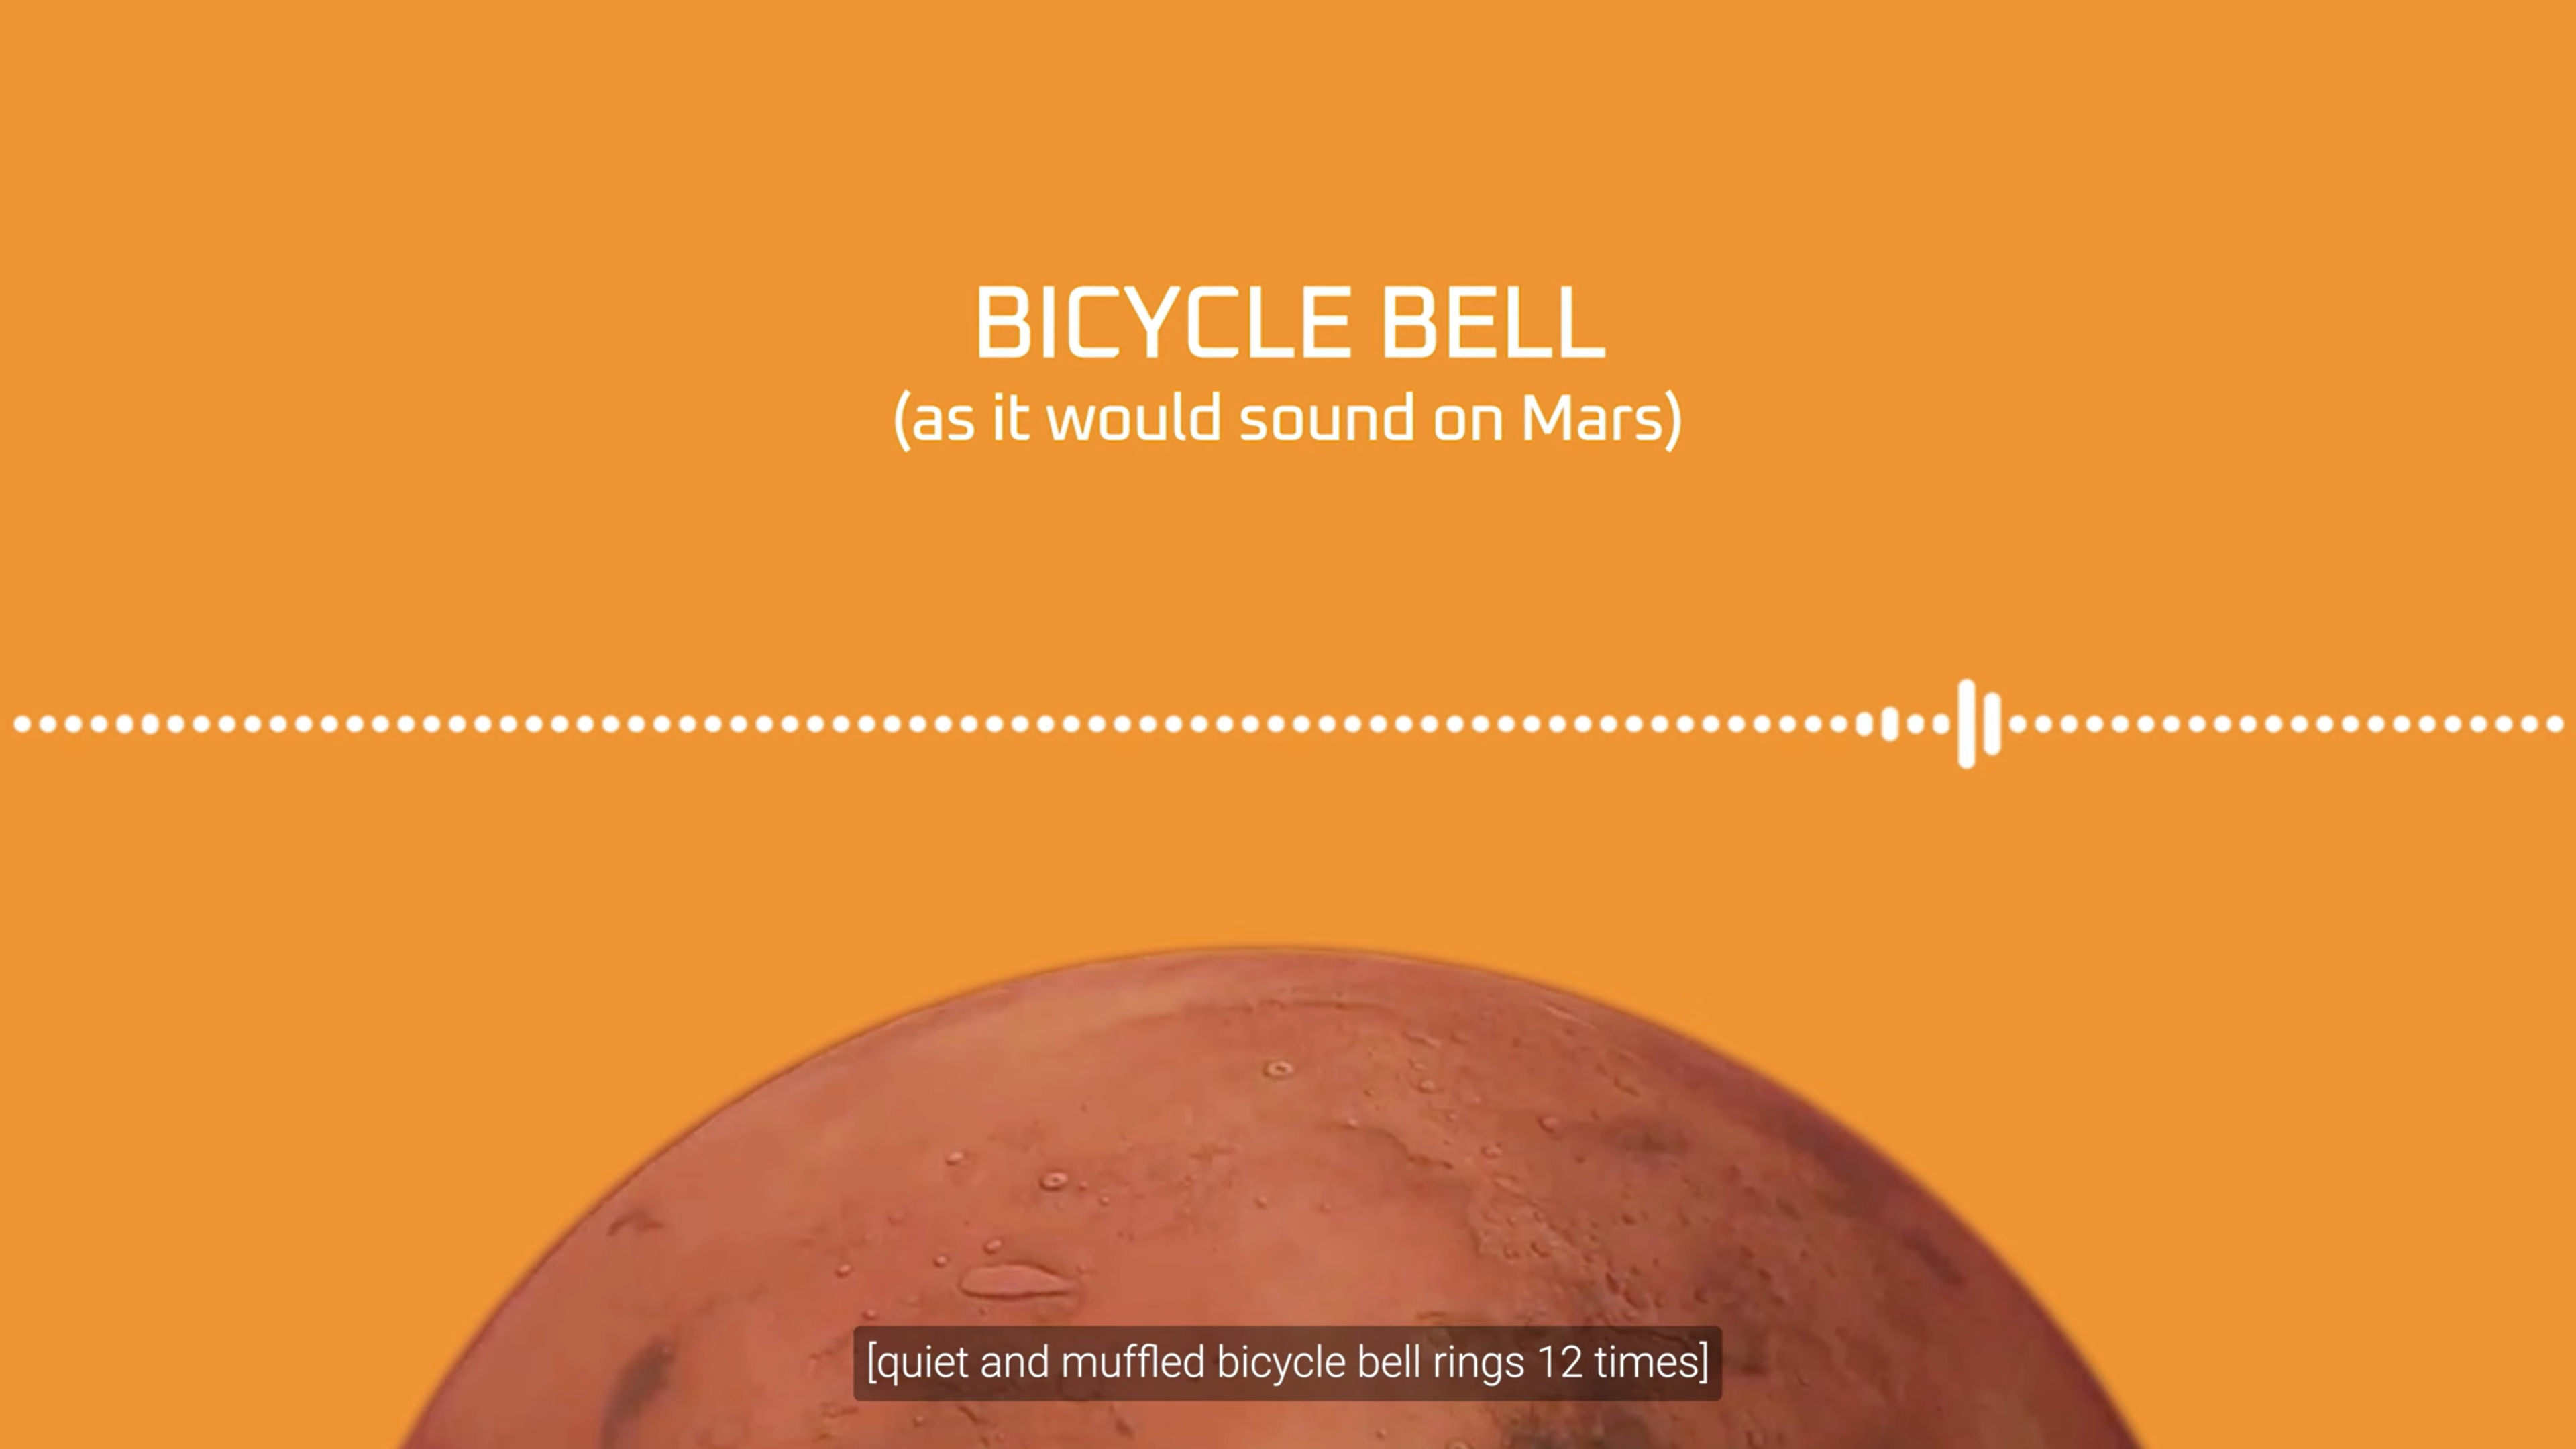 BICYCLE BELL
(as it would sound on Mars)
[quiet and muffled bicycle bell rings 12 times]